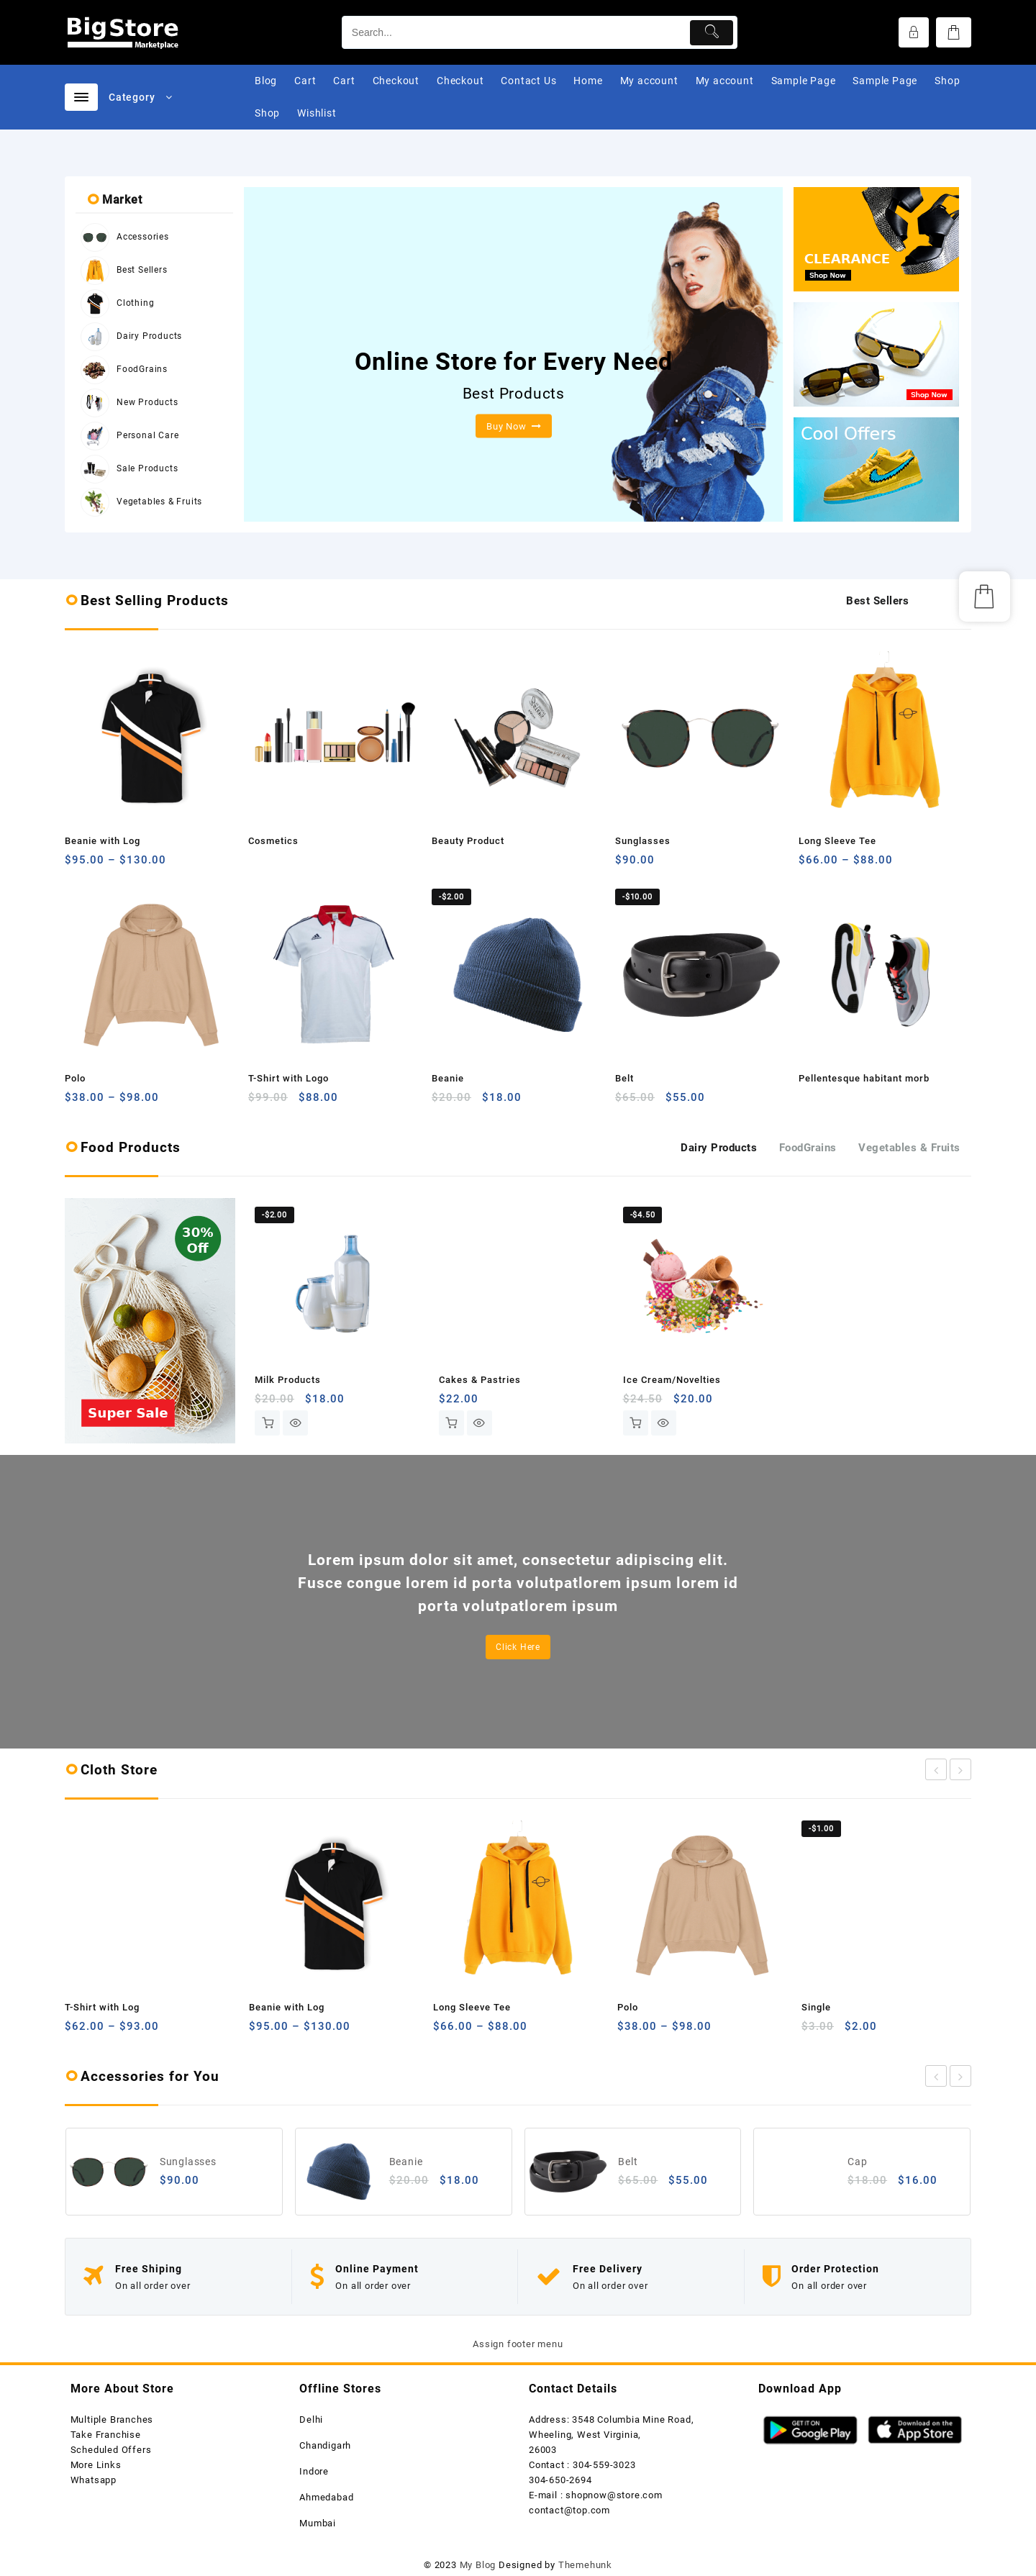 BigStore
Marketplace
Search...
Category
Blog Cart Cart Checkout Checkout Contact Us Home My account My account Sample Page Sample Page Shop
Shop Wishlist
Market
Accessories
Best Sellers
Clothing
Dairy Products
FoodGrains
New Products
Personal Care
Sale Products
Vegetables & Fruits
Online Store for Every Need
Best Products
Buy Now
CLEARANCE
Shop Now
Shop Now
Cool Offers
Best Selling Products
Best Sellers
Beanie with Log
$95.00 – $130.00
Cosmetics
Beauty Product
Sunglasses
$90.00
Long Sleeve Tee
$66.00 – $88.00
Polo
$38.00 – $98.00
T-Shirt with Logo
$99.00 $88.00
-$2.00
Beanie
$20.00 $18.00
-$10.00
Belt
$65.00 $55.00
Pellentesque habitant morb
Food Products
Dairy Products FoodGrains Vegetables & Fruits
30%
Off
Super Sale
-$2.00
Milk Products
$20.00 $18.00
Cakes & Pastries
$22.00
-$4.50
Ice Cream/Novelties
$24.50 $20.00
Lorem ipsum dolor sit amet, consectetur adipiscing elit.
Fusce congue lorem id porta volutpatlorem ipsum lorem id
porta volutpatlorem ipsum
Click Here
Cloth Store
T-Shirt with Log
$62.00 – $93.00
Beanie with Log
$95.00 – $130.00
Long Sleeve Tee
$66.00 – $88.00
Polo
$38.00 – $98.00
-$1.00
Single
$3.00 $2.00
Accessories for You
Sunglasses
$90.00
Beanie
$20.00 $18.00
Belt
$65.00 $55.00
Cap
$18.00 $16.00
Free Shiping
On all order over
Online Payment
On all order over
Free Delivery
On all order over
Order Protection
On all order over
Assign footer menu
More About Store
Multiple Branches
Take Franchise
Scheduled Offers
More Links
Whatsapp
Offline Stores
Delhi
Chandigarh
Indore
Ahmedabad
Mumbai
Contact Details
Address: 3548 Columbia Mine Road,
Wheeling, West Virginia,
26003
Contact : 304-559-3023
304-650-2694
E-mail : shopnow@store.com
contact@top.com
Download App
GET IT ON
Google Play
Download on the
App Store
© 2023 My Blog Designed by Themehunk